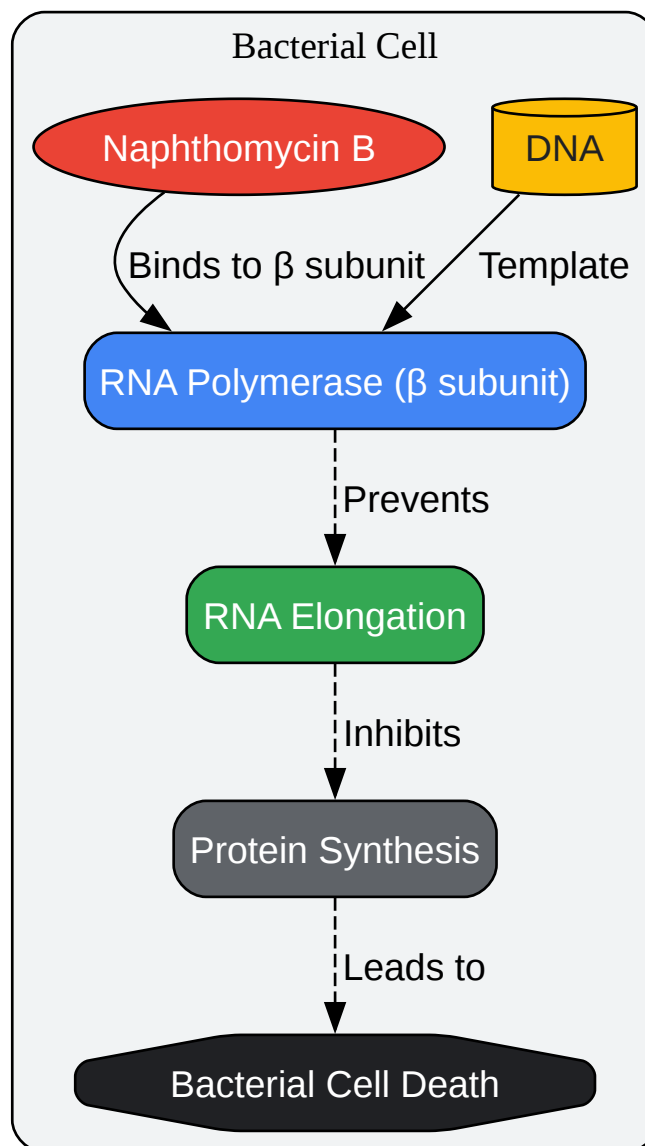 Bacterial Cell
Naphthomycin B
DNA
Binds to β subunit
Template
RNA Polymerase (β subunit)
Prevents
RNA Elongation
Inhibits
Protein Synthesis
Leads to
Bacterial Cell Death